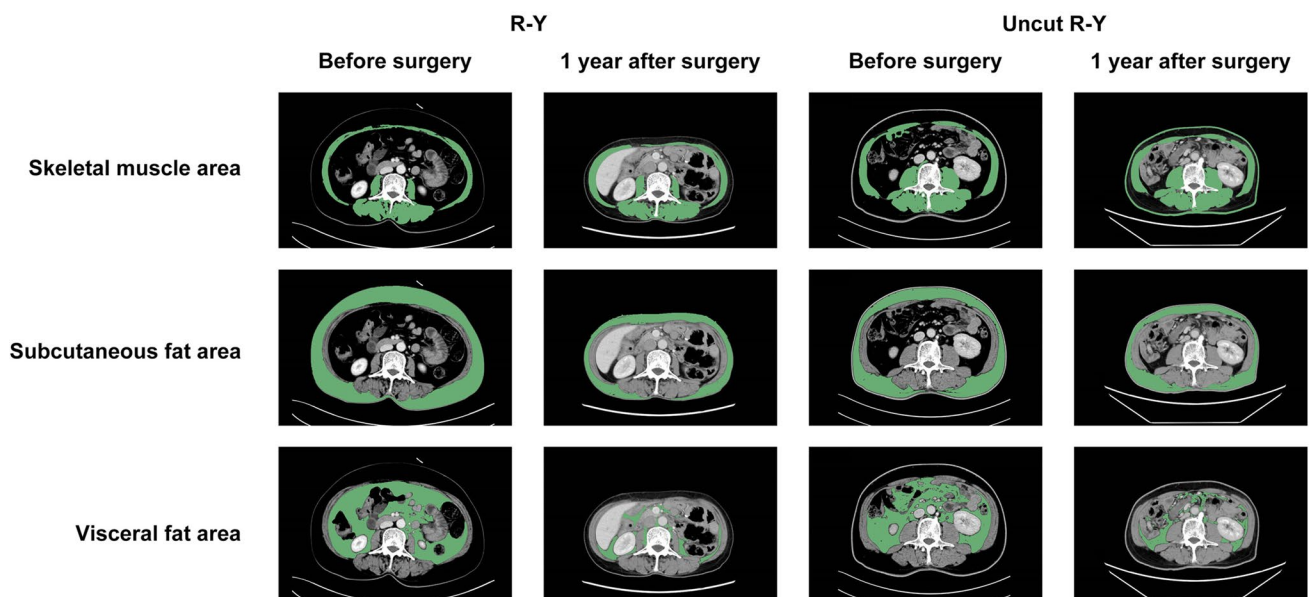 R-Y
Uncut R-Y
Before surgery
1 year after surgery
Before surgery
1 year after surgery
Skeletal muscle area
Subcutaneous fat area
Visceral fat area